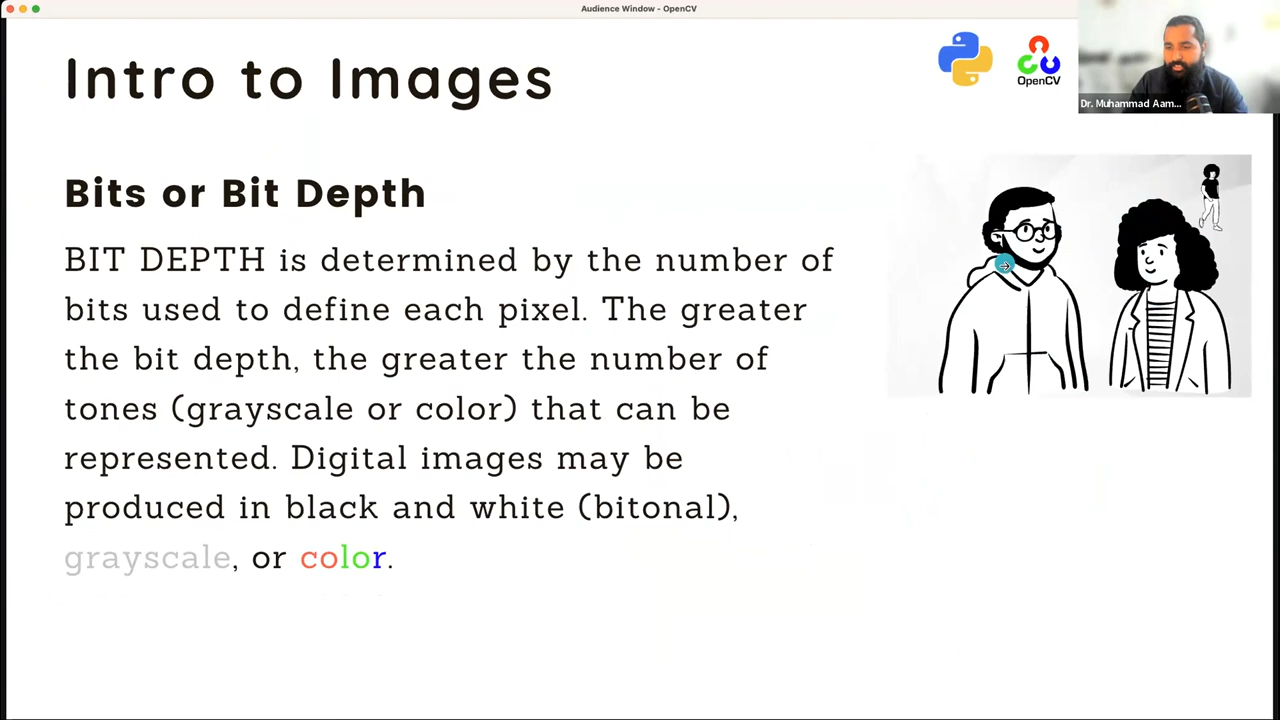 Audience Window - OpenCV
Intro to Images
OpenCV
Dr. Muhammad Aam...
Bits or Bit Depth
BIT DEPTH is determined by the number of
bits used to define each pixel. The greater
the bit depth, the greater the number of
tones (grayscale or color) that can be
represented. Digital images may be
produced in black and white (bitonal),
grayscale, or color.